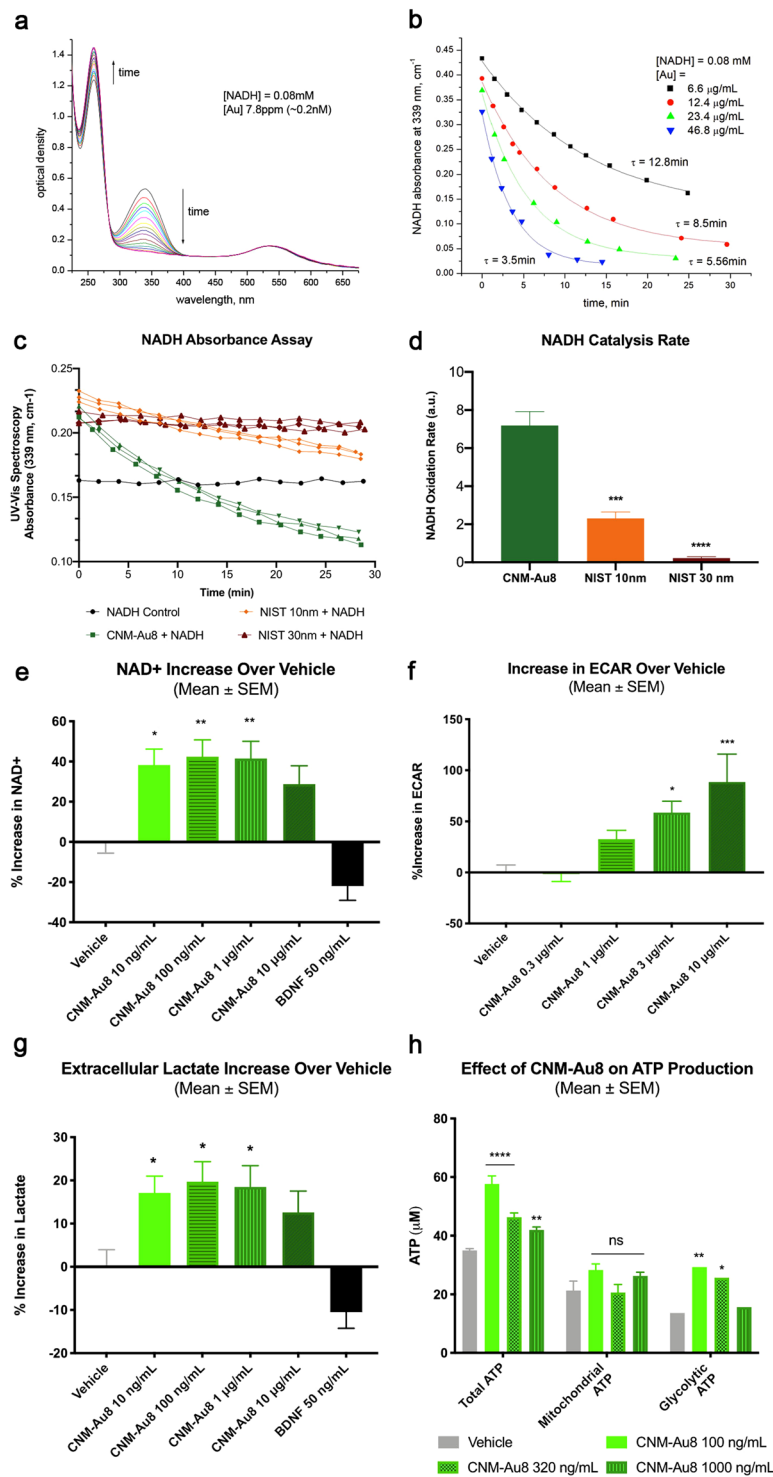 a
1.4
1.2
1.0
0.8
0.6
0.4
0.2
0.0
optical density
time
[NADH] = 0.08mM
[Au] 7.8ppm (~0.2nM)
time
250 300 350 400 450 500 550 600 650
wavelength, nm
b
0.50
0.45
0.40
0.35
0.30
0.25
0.20
0.15
0.10
0.05
0.00
NADH absorbance at 339 nm, cm⁻¹
[NADH] = 0.08 mM
[Au] =
6.6 µg/mL
12.4 µg/mL
23.4 µg/mL
46.8 µg/mL
τ = 12.8min
τ = 8.5min
τ = 5.56min
τ = 3.5min
0 5 10 15 20 25 30
time, min
c
NADH Absorbance Assay
0.25
0.20
0.15
0.10
UV-Vis Spectroscopy
Absorbance (339 nm, cm-1)
0 10 20 30
Time (min)
NADH Control
NIST 10nm + NADH
CNM-Au8 + NADH
NIST 30nm + NADH
d
NADH Catalysis Rate
10
8
6
4
2
0
NADH Oxidation Rate (a.u.)
***
****
CNM-Au8 NIST 10nm NIST 30 nm
e
NAD+ Increase Over Vehicle
(Mean ± SEM)
60
40
20
0
-20
-40
% Increase in NAD+
* ** **
Vehicle
CNM-Au8 10 ng/mL
CNM-Au8 100 ng/mL
CNM-Au8 1 µg/mL
CNM-Au8 10 µg/mL
BDNF 50 ng/mL
f
Increase in ECAR Over Vehicle
(Mean ± SEM)
150
100
50
0
-50
%Increase in ECAR
* ***
Vehicle
CNM-Au8 0.3 µg/mL
CNM-Au8 1 µg/mL
CNM-Au8 3 µg/mL
CNM-Au8 10 µg/mL
g
Extracellular Lactate Increase Over Vehicle
(Mean ± SEM)
30
20
10
0
-10
-20
% Increase in Lactate
* * *
Vehicle
CNM-Au8 10 ng/mL
CNM-Au8 100 ng/mL
CNM-Au8 1 µg/mL
CNM-Au8 10 µg/mL
BDNF 50 ng/mL
h
Effect of CNM-Au8 on ATP Production
(Mean ± SEM)
80
60
40
20
0
ATP (µM)
****
**
ns
**
*
Total ATP
Mitochondrial
ATP
Glycolytic
ATP
Vehicle
CNM-Au8 100 ng/mL
CNM-Au8 320 ng/mL
CNM-Au8 1000 ng/mL